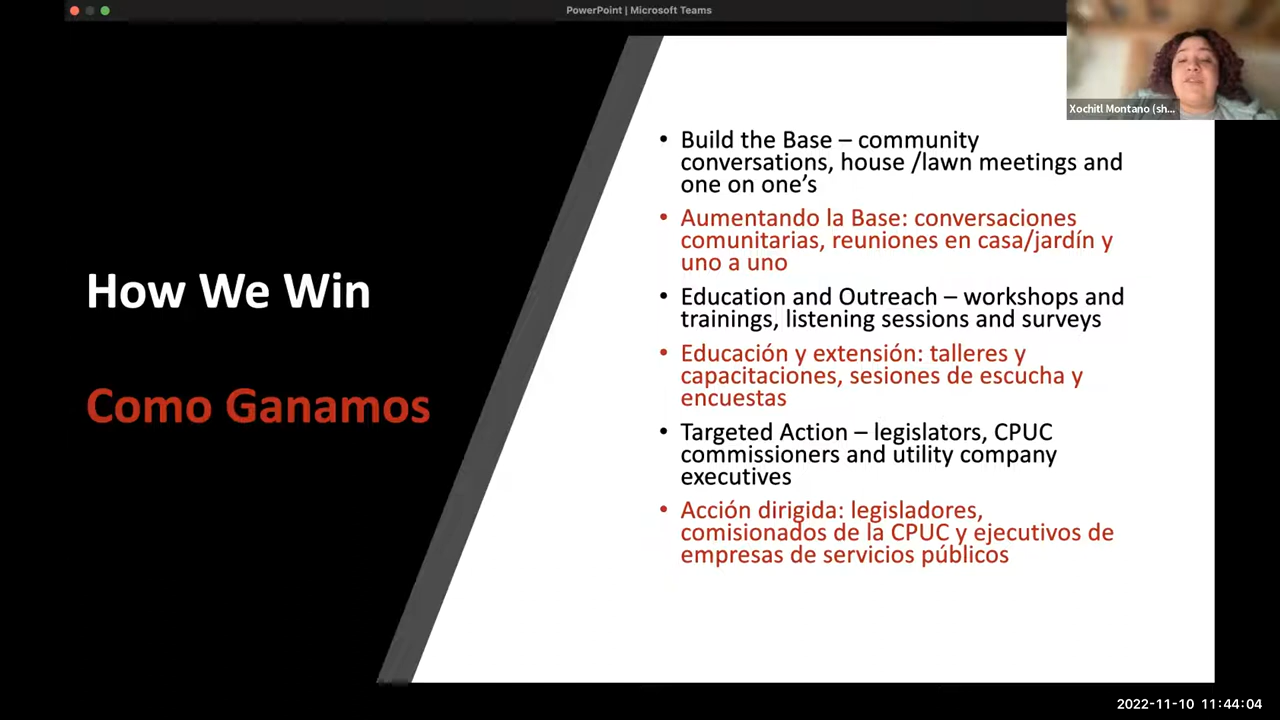 PowerPoint | Microsoft Teams
Xochitl Montano (sh...
How We Win
Como Ganamos
• Build the Base – community
conversations, house /lawn meetings and
one on one’s
• Aumentando la Base: conversaciones
comunitarias, reuniones en casa/jardín y
uno a uno
• Education and Outreach – workshops and
trainings, listening sessions and surveys
• Educación y extensión: talleres y
capacitaciones, sesiones de escucha y
encuestas
• Targeted Action – legislators, CPUC
commissioners and utility company
executives
• Acción dirigida: legisladores,
comisionados de la CPUC y ejecutivos de
empresas de servicios públicos
2022-11-10 11:44:04